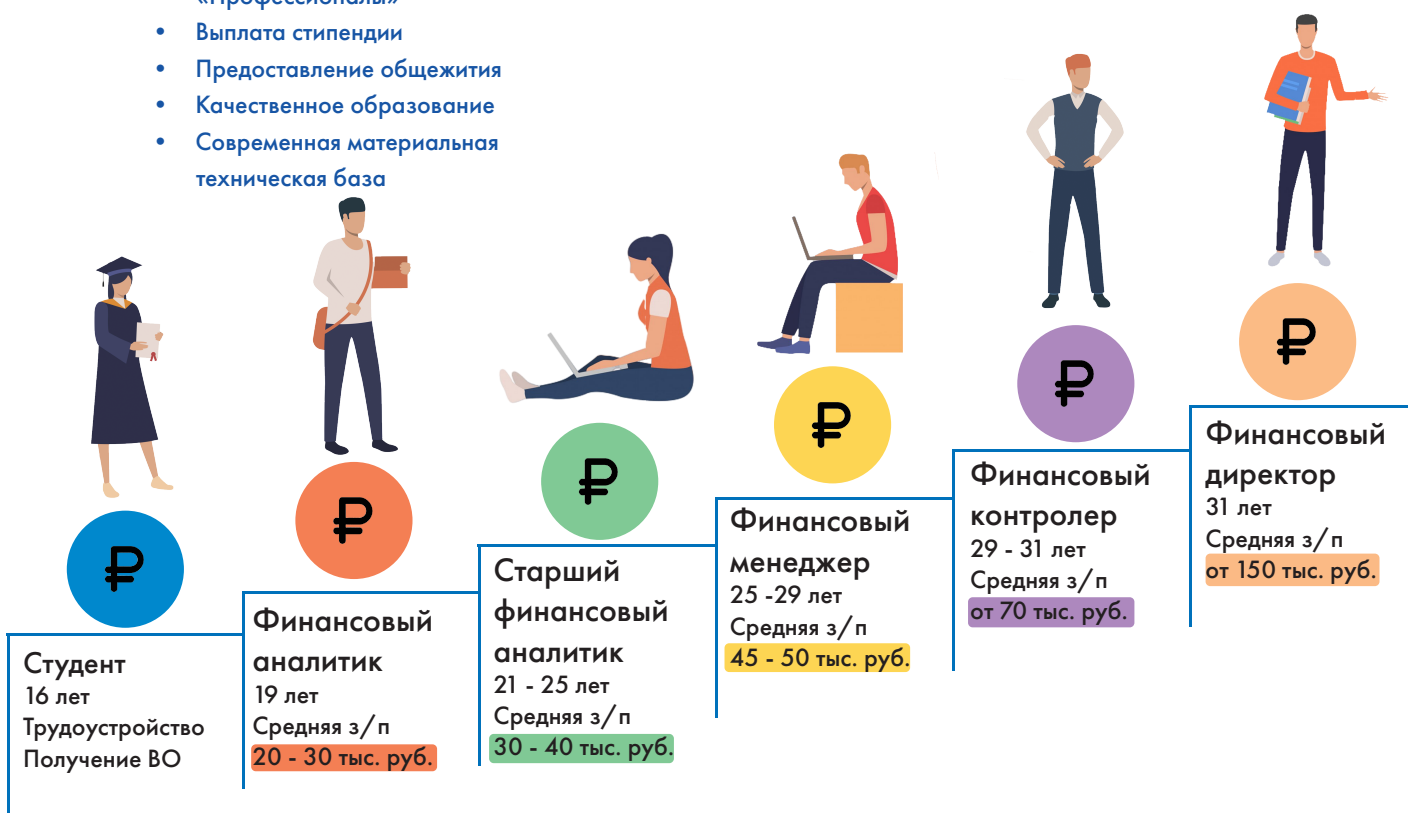 «Профессионалы»
• Выплата стипендии
• Предоставление общежития
• Качественное образование
• Современная материальная
техническая база
Студент
16 лет
Трудоустройство
Получение ВО
Финансовый
аналитик
19 лет
Средняя з/п
20 - 30 тыс. руб.
Старший
финансовый
аналитик
21 - 25 лет
Средняя з/п
30 - 40 тыс. руб.
Финансовый
менеджер
25 -29 лет
Средняя з/п
45 - 50 тыс. руб.
Финансовый
контролер
29 - 31 лет
Средняя з/п
от 70 тыс. руб.
Финансовый
директор
31 лет
Средняя з/п
от 150 тыс. руб.